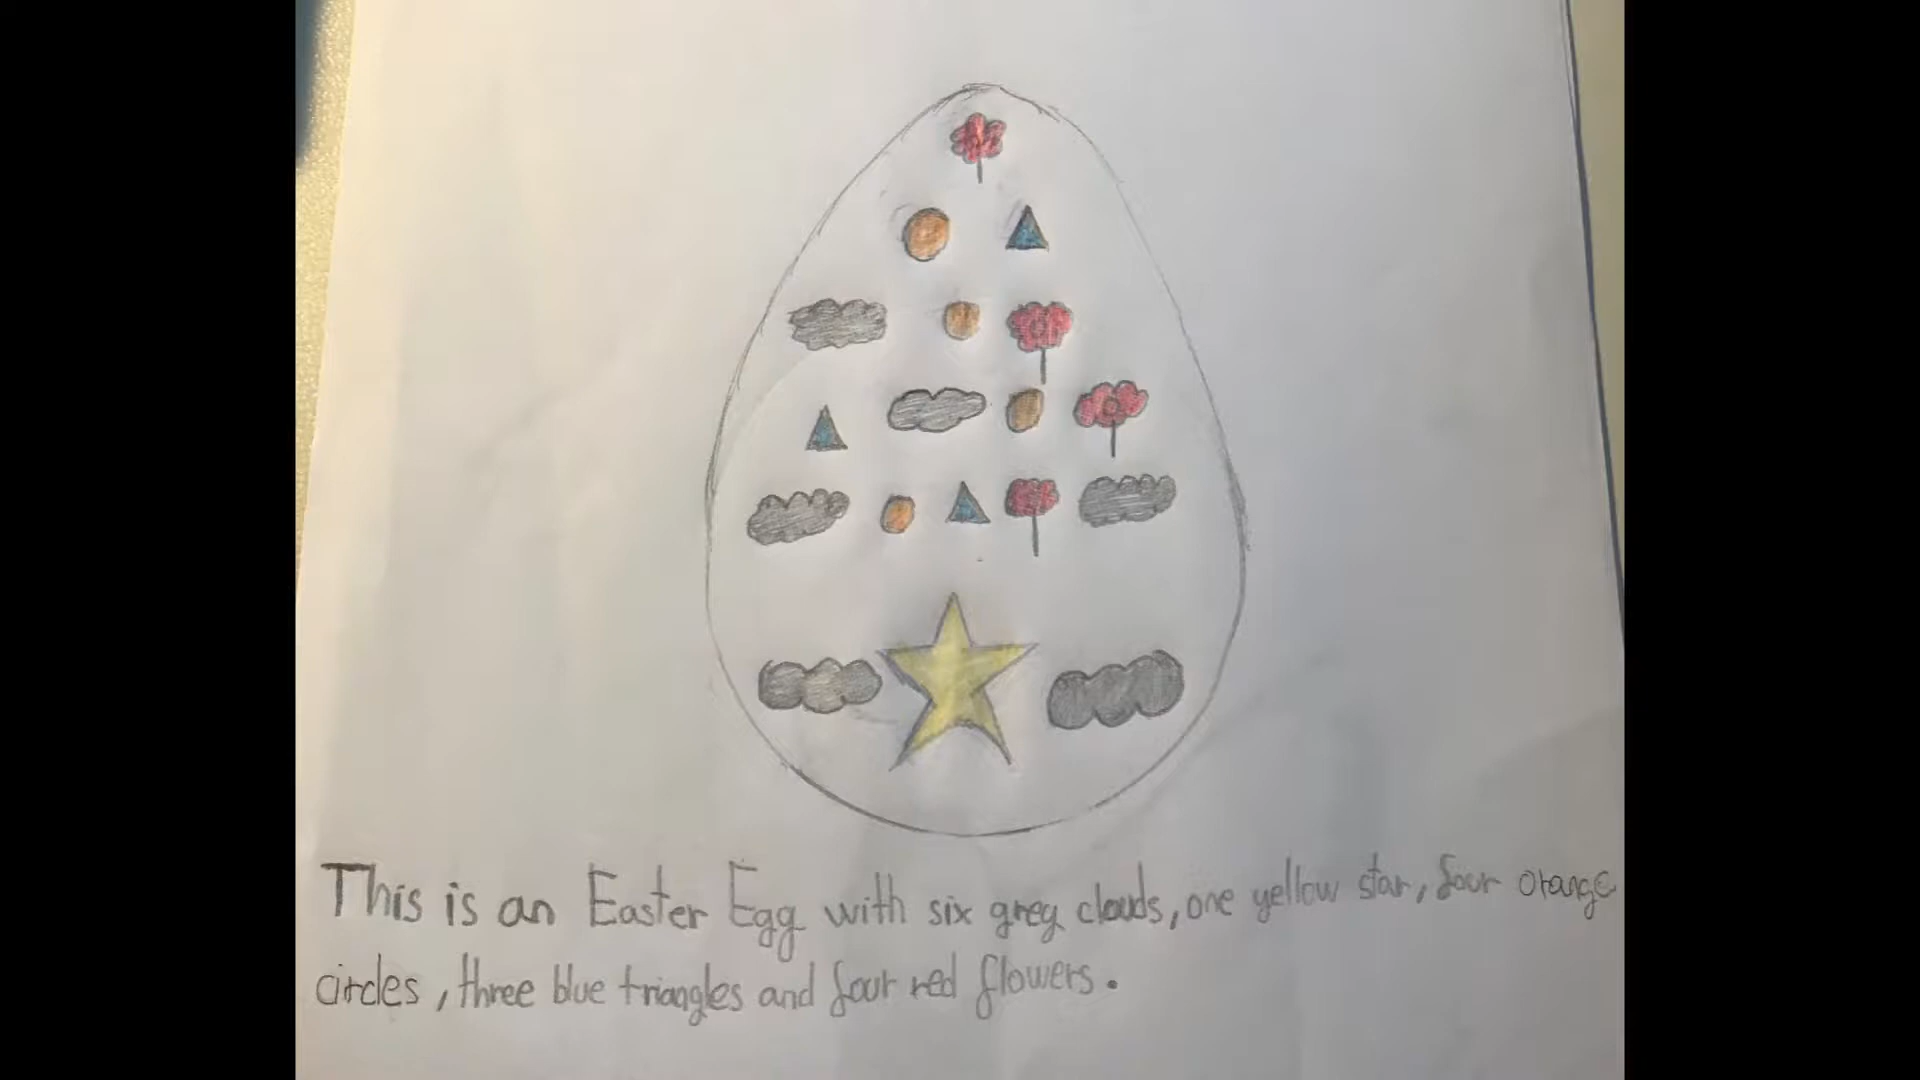 This is an Easter Egg with six grey clouds, one yellow star, four orange
circles, three blue triangles and four red flowers.